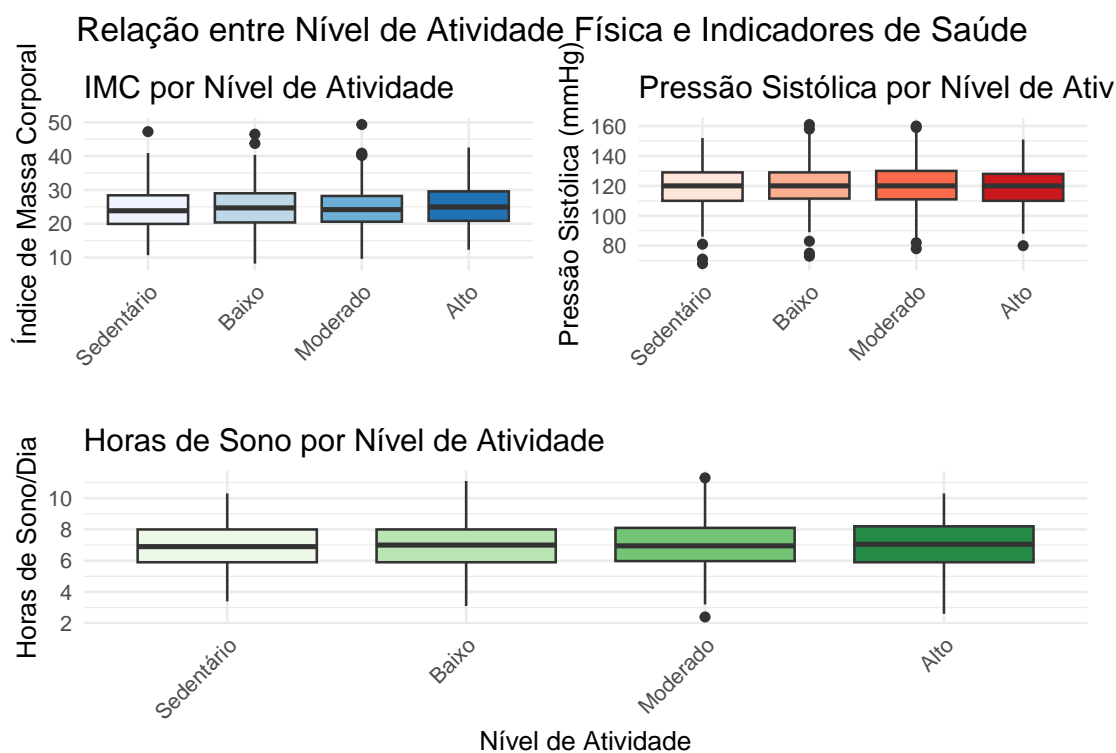 Relação entre Nível de Atividade Física e Indicadores de Saúde
IMC por Nível de Atividade
Índice de Massa Corporal
50
40
30
20
10
Sedentário
Baixo
Moderado
Alto
Pressão Sistólica por Nível de Ativ
Pressão Sistólica (mmHg)
160
140
120
100
80
Sedentário
Baixo
Moderado
Alto
Horas de Sono por Nível de Atividade
Horas de Sono/Dia
10
8
6
4
2
Sedentário
Baixo
Moderado
Alto
Nível de Atividade